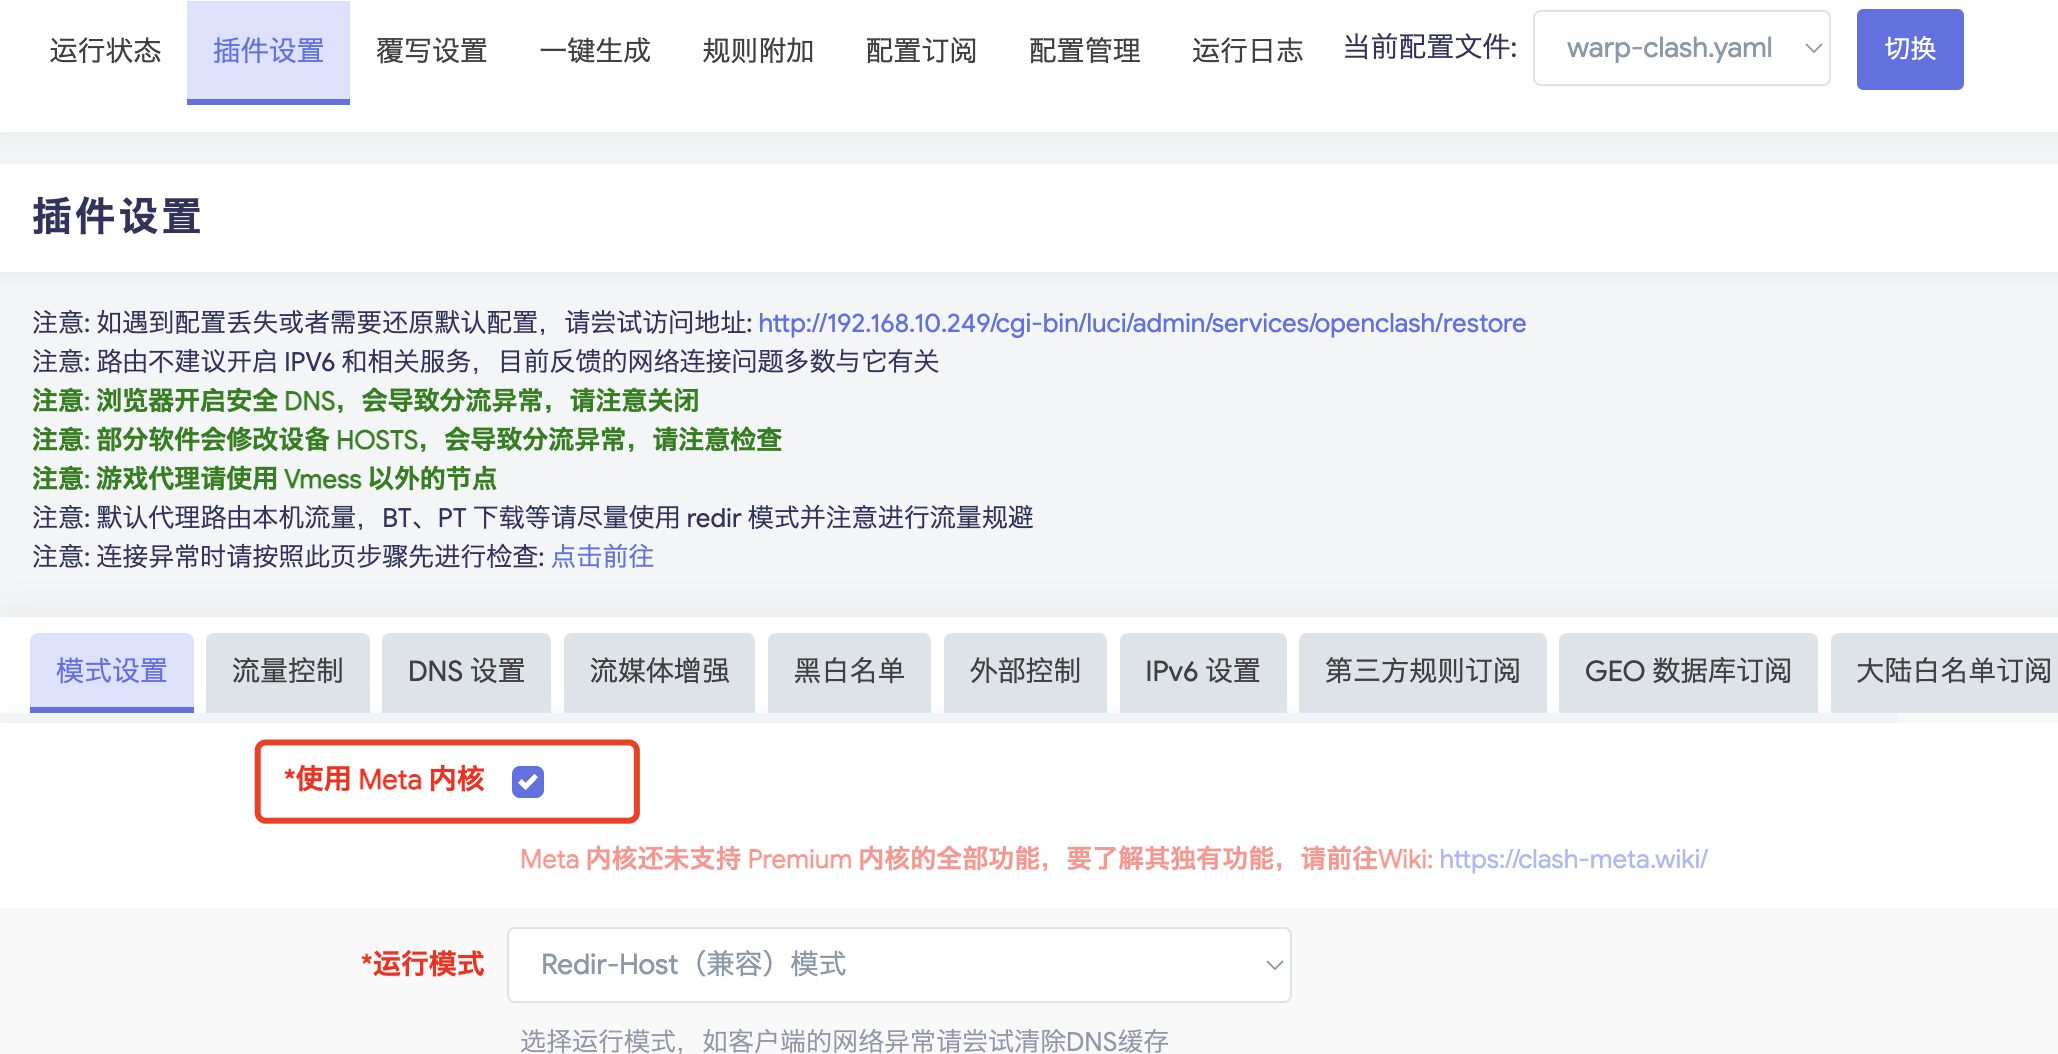 运行状态 插件设置 覆写设置 一键生成 规则附加 配置订阅 配置管理 运行日志 当前配置文件: warp-clash.yaml 切换
插件设置
注意: 如遇到配置丢失或者需要还原默认配置，请尝试访问地址: http://192.168.10.249/cgi-bin/luci/admin/services/openclash/restore
注意: 路由不建议开启 IPV6 和相关服务，目前反馈的网络连接问题多数与它有关
注意: 浏览器开启安全 DNS，会导致分流异常，请注意关闭
注意: 部分软件会修改设备 HOSTS，会导致分流异常，请注意检查
注意: 游戏代理请使用 Vmess 以外的节点
注意: 默认代理路由本机流量，BT、PT 下载等请尽量使用 redir 模式并注意进行流量规避
注意: 连接异常时请按照此页步骤先进行检查: 点击前往
模式设置 流量控制 DNS 设置 流媒体增强 黑白名单 外部控制 IPv6 设置 第三方规则订阅 GEO 数据库订阅 大陆白名单订阅
*使用 Meta 内核
Meta 内核还未支持 Premium 内核的全部功能，要了解其独有功能，请前往Wiki: https://clash-meta.wiki/
*运行模式 Redir-Host（兼容）模式
选择运行模式，如客户端的网络异常请尝试清除DNS缓存